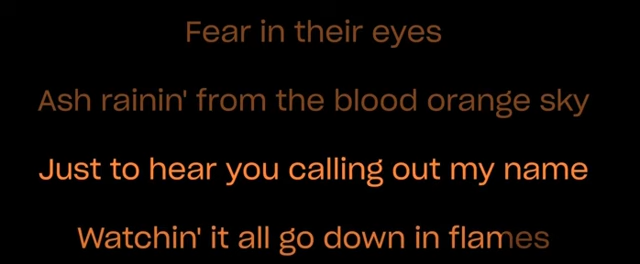 Fear in their eyes
Ash rainin' from the blood orange sky
Just to hear you calling out my name
Watchin' it all go down in flames